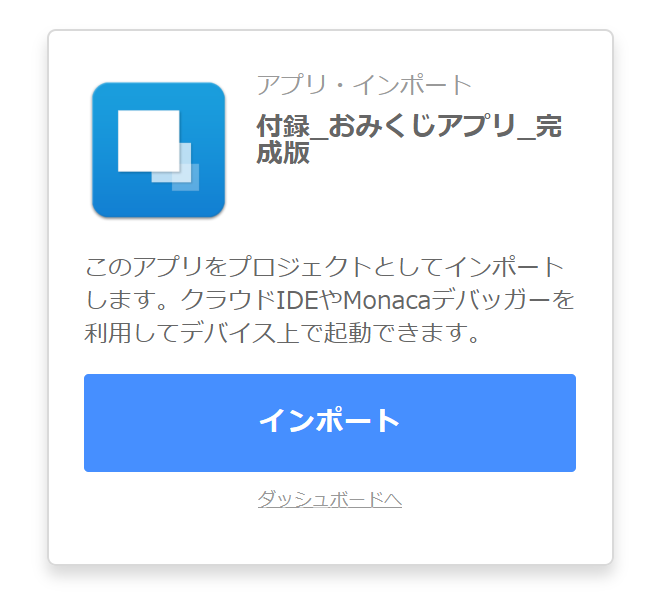 アプリ・インポート
付録_おみくじアプリ_完
成版
このアプリをプロジェクトとしてインポート
します。クラウドIDEやMonacaデバッガーを
利用してデバイス上で起動できます。
インポート
ダッシュボードへ